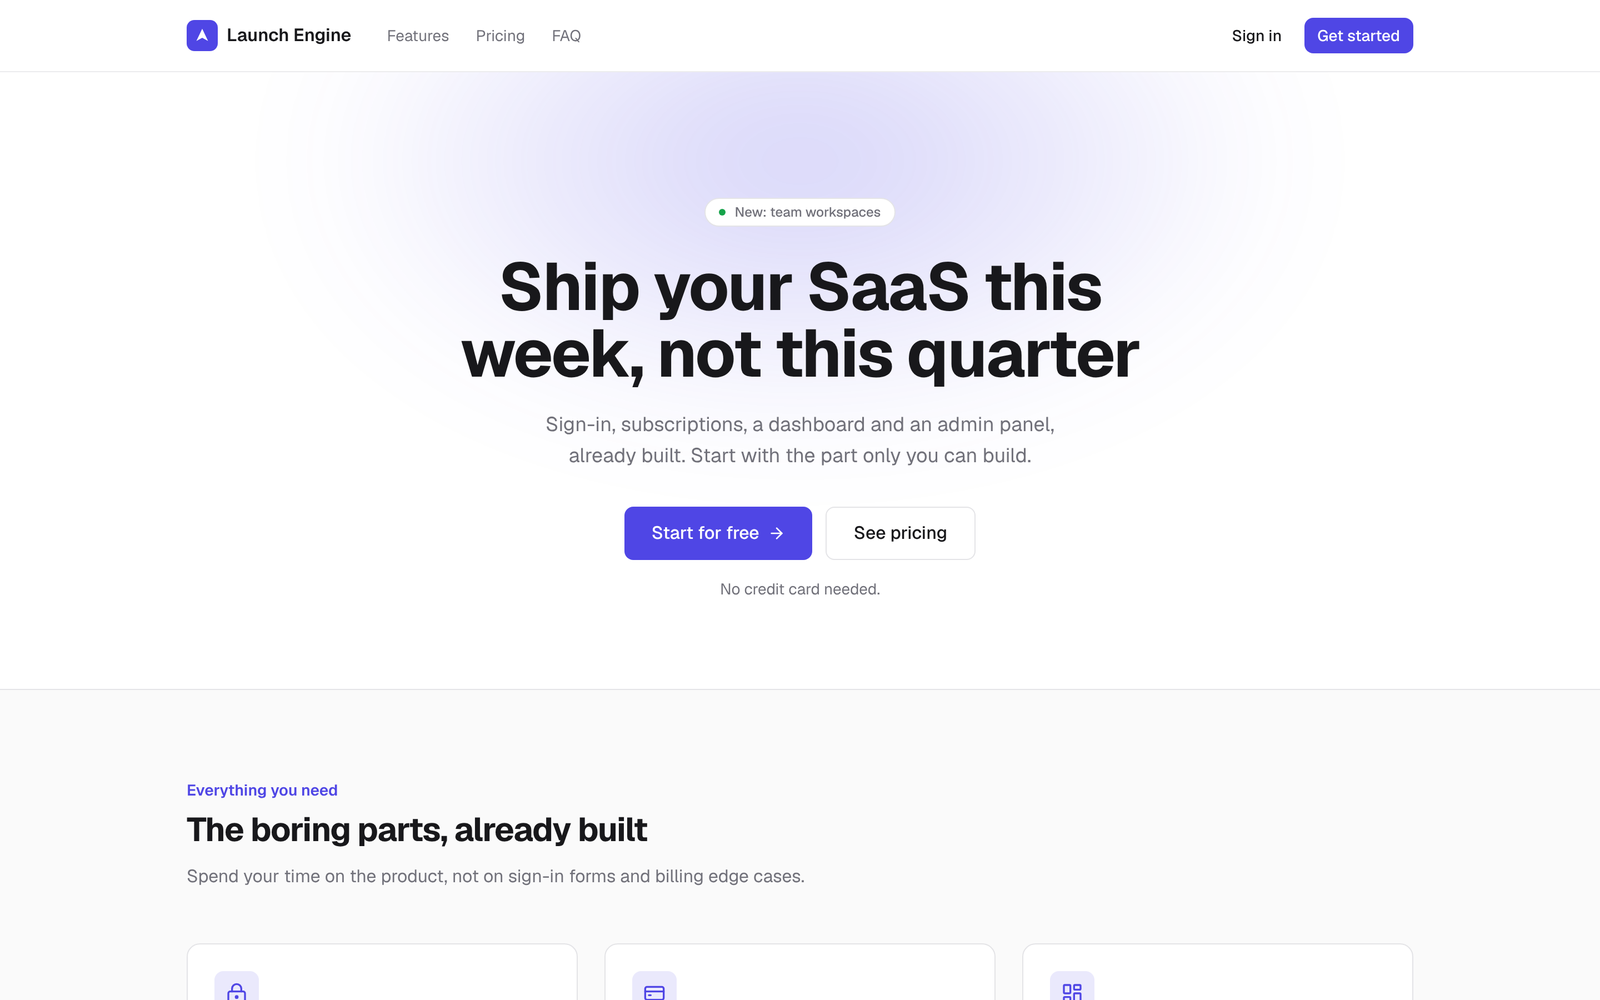 Launch Engine
Features
Pricing
FAQ
Sign in
Get started
New: team workspaces
Ship your SaaS this
week, not this quarter
Sign-in, subscriptions, a dashboard and an admin panel,
already built. Start with the part only you can build.
Start for free →
See pricing
No credit card needed.
Everything you need
The boring parts, already built
Spend your time on the product, not on sign-in forms and billing edge cases.